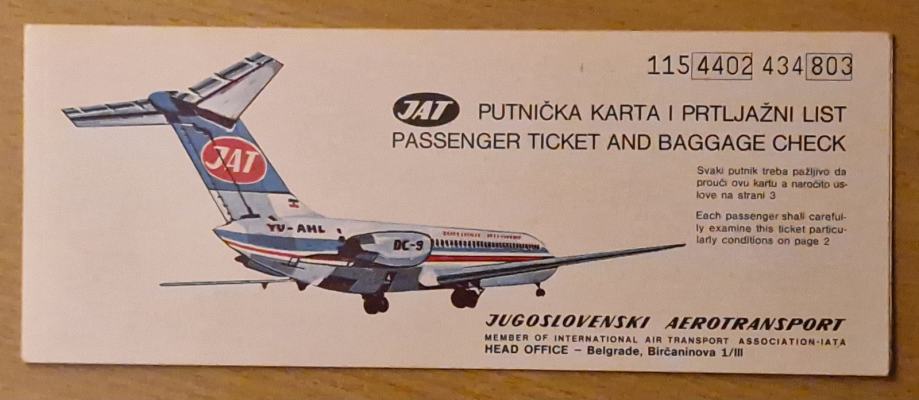 115 4402 434 803
JAT PUTNIČKA KARTA I PRTLJAŽNI LIST
PASSENGER TICKET AND BAGGAGE CHECK
Svaki putnik treba pažljivo da
prouči ovu kartu a naročito us-
love na strani 3
Each passenger shall careful-
ly examine this ticket particu-
larly conditions on page 2
JAT
YU-AHL
DC-9
JUGOSLOVENSKI AEROTRANSPORT
MEMBER OF INTERNATIONAL AIR TRANSPORT ASSOCIATION-IATA
HEAD OFFICE – Belgrade, Birčaninova 1/III